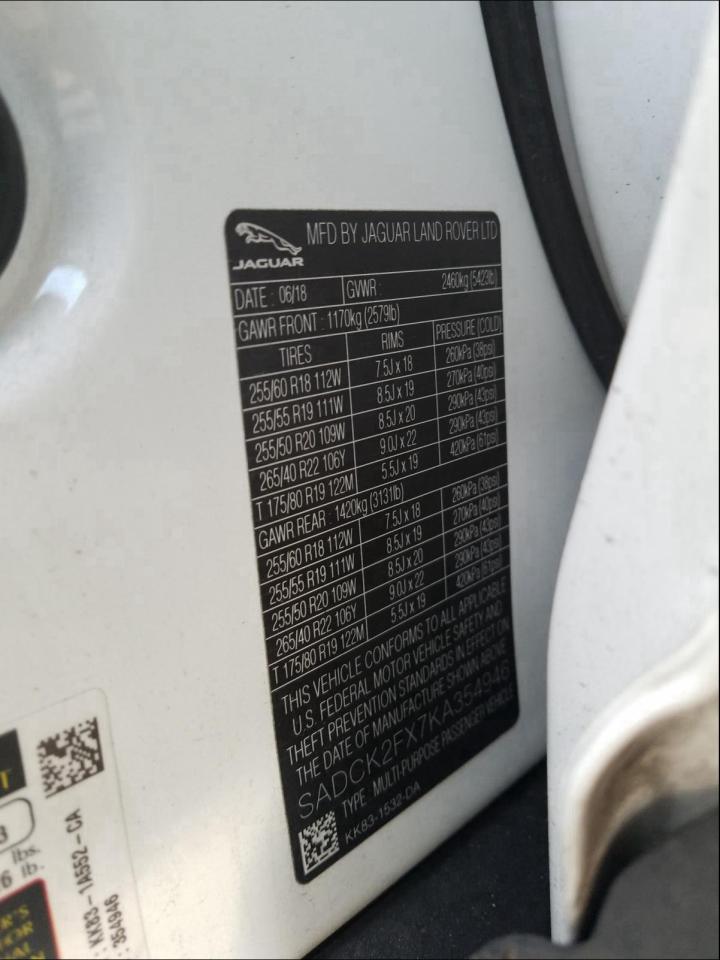 JAGUAR
MFD BY JAGUAR LAND ROVER LTD
DATE : 06/18 GVWR : 2460kg (5423lb)
GAWR FRONT : 1170kg (2579lb)
TIRES RIMS PRESSURE (COLD)
255/60 R18 112W 7.5J x 18 260kPa (38psi)
255/55 R19 111W 8.5J x 19 270kPa (40psi)
255/50 R20 109W 8.5J x 20 290kPa (43psi)
265/40 R22 106Y 9.0J x 22 290kPa (43psi)
T 175/80 R19 122M 5.5J x 19 420kPa (61psi)
GAWR REAR : 1420kg (3131lb)
255/60 R18 112W 7.5J x 18 260kPa (38psi)
255/55 R19 111W 8.5J x 19 270kPa (40psi)
255/50 R20 109W 8.5J x 20 290kPa (43psi)
265/40 R22 106Y 9.0J x 22 290kPa (43psi)
T 175/80 R19 122M 5.5J x 19 420kPa (61psi)
THIS VEHICLE CONFORMS TO ALL APPLICABLE
U.S. FEDERAL MOTOR VEHICLE SAFETY AND
THEFT PREVENTION STANDARDS IN EFFECT ON
THE DATE OF MANUFACTURE SHOWN ABOVE
SADCK2FX7KA354946
TYPE : MULTI-PURPOSE PASSENGER VEHICLE
KK83-1532-DA
lbs.
6 lb.
: KK83-1A552-CA
: 354946